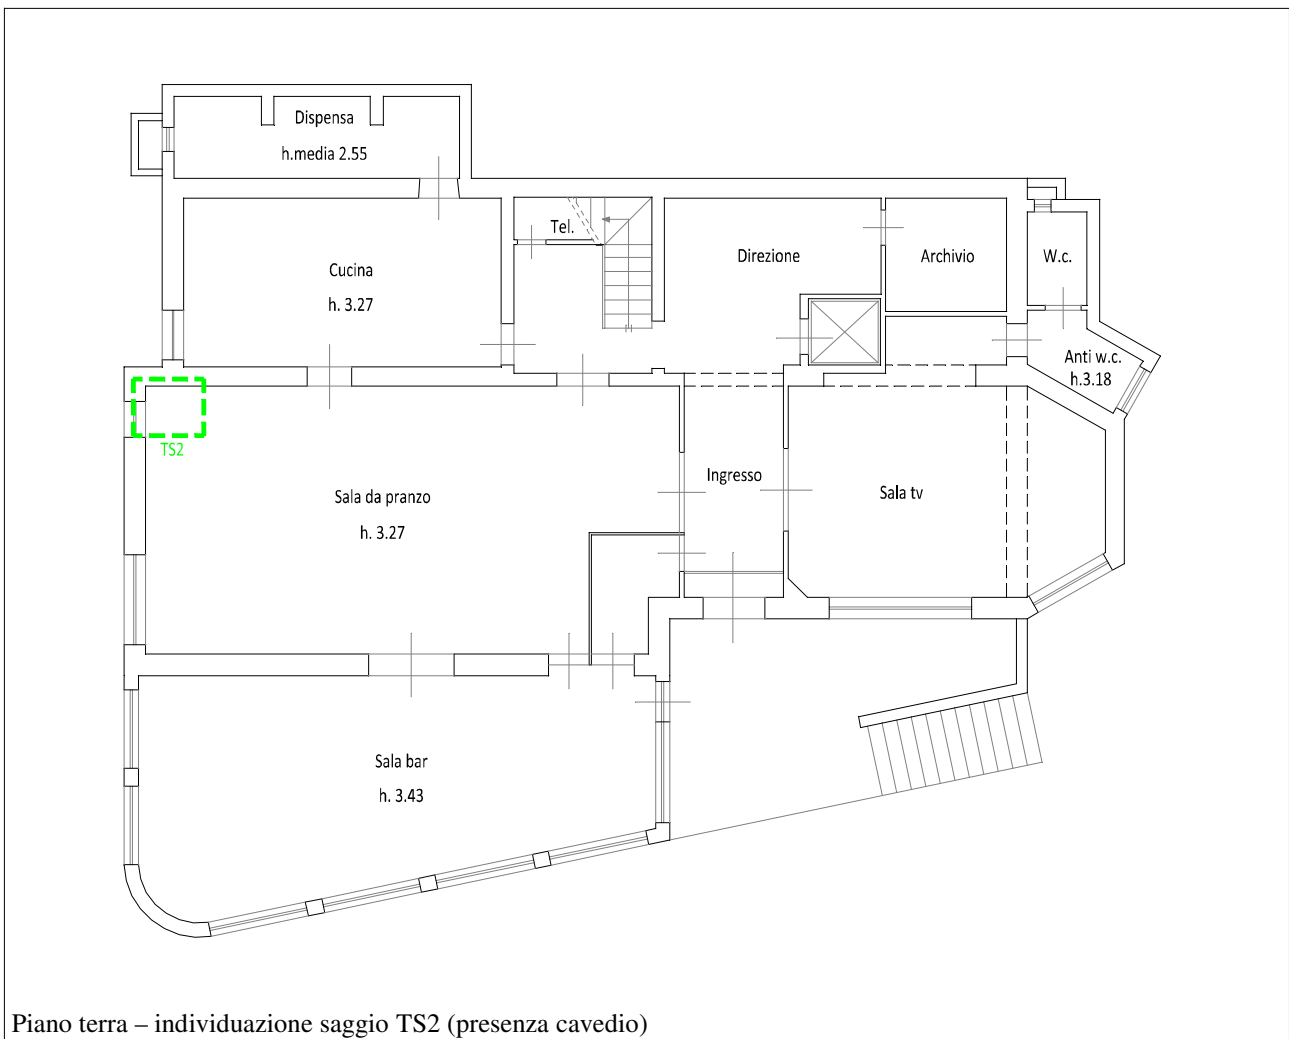 Dispensa
h.media 2.55
Tel.
Direzione
Archivio
W.c.
Cucina
h. 3.27
Anti w.c.
h.3.18
TS2
Ingresso
Sala tv
Sala da pranzo
h. 3.27
Sala bar
h. 3.43
Piano terra – individuazione saggio TS2 (presenza cavedio)